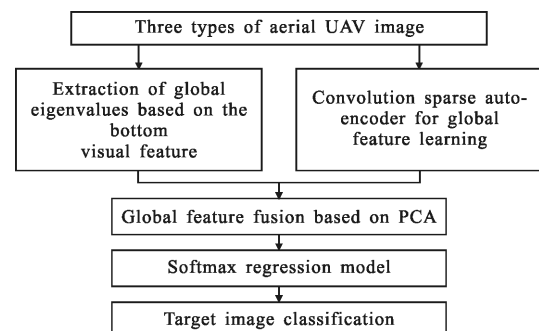 Three types of aerial UAV image
Extraction of global
eigenvalues based on the
bottom
visual feature
Convolution sparse auto-
encoder for global
feature learning
Global feature fusion based on PCA
Softmax regression model
Target image classification